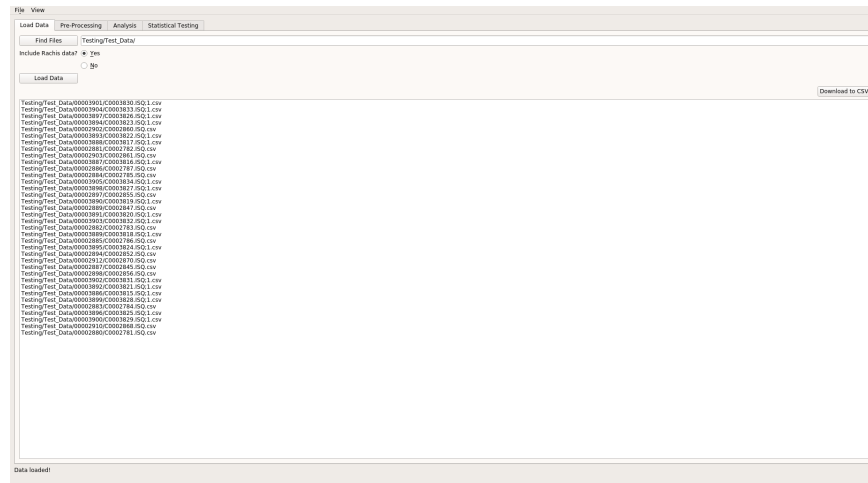 File View
Load Data Pre-Processing Analysis Statistical Testing
Find Files Testing/Test_Data/
Include Rachis data? Yes
No
Load Data
Download to CSV
Testing/Test_Data/00003901/C0003830.ISQ;1.csv
Testing/Test_Data/00003904/C0003833.ISQ;1.csv
Testing/Test_Data/00003897/C0003826.ISQ;1.csv
Testing/Test_Data/00003894/C0003823.ISQ;1.csv
Testing/Test_Data/00002902/C0002860.ISQ.csv
Testing/Test_Data/00003893/C0003822.ISQ;1.csv
Testing/Test_Data/00003888/C0003817.ISQ;1.csv
Testing/Test_Data/00002881/C0002782.ISQ.csv
Testing/Test_Data/00002903/C0002861.ISQ.csv
Testing/Test_Data/00003887/C0003816.ISQ;1.csv
Testing/Test_Data/00002886/C0002787.ISQ.csv
Testing/Test_Data/00002884/C0002785.ISQ.csv
Testing/Test_Data/00003905/C0003834.ISQ;1.csv
Testing/Test_Data/00003898/C0003827.ISQ;1.csv
Testing/Test_Data/00002897/C0002855.ISQ.csv
Testing/Test_Data/00003890/C0003819.ISQ;1.csv
Testing/Test_Data/00002889/C0002847.ISQ.csv
Testing/Test_Data/00003891/C0003820.ISQ;1.csv
Testing/Test_Data/00003903/C0003832.ISQ;1.csv
Testing/Test_Data/00002882/C0002783.ISQ.csv
Testing/Test_Data/00003889/C0003818.ISQ;1.csv
Testing/Test_Data/00002885/C0002786.ISQ.csv
Testing/Test_Data/00003895/C0003824.ISQ;1.csv
Testing/Test_Data/00002894/C0002852.ISQ.csv
Testing/Test_Data/00002912/C0002870.ISQ.csv
Testing/Test_Data/00002887/C0002845.ISQ.csv
Testing/Test_Data/00002898/C0002856.ISQ.csv
Testing/Test_Data/00003902/C0003831.ISQ;1.csv
Testing/Test_Data/00003892/C0003821.ISQ;1.csv
Testing/Test_Data/00003886/C0003815.ISQ;1.csv
Testing/Test_Data/00003899/C0003828.ISQ;1.csv
Testing/Test_Data/00002883/C0002784.ISQ.csv
Testing/Test_Data/00003896/C0003825.ISQ;1.csv
Testing/Test_Data/00003900/C0003829.ISQ;1.csv
Testing/Test_Data/00002910/C0002868.ISQ.csv
Testing/Test_Data/00002880/C0002781.ISQ.csv
Data loaded!